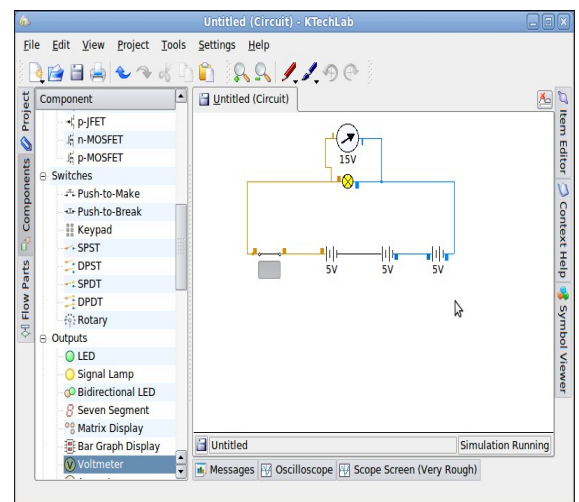 Untitled (Circuit) - KTechLab
File Edit View Project Tools Settings Help
Project
Components
Flow Parts
Component
p-JFET
n-MOSFET
p-MOSFET
Switches
Push-to-Make
Push-to-Break
Keypad
SPST
DPST
SPDT
DPDT
Rotary
Outputs
LED
Signal Lamp
Bidirectional LED
Seven Segment
Matrix Display
Bar Graph Display
Voltmeter
Untitled (Circuit)
15V
5V 5V 5V
Untitled Simulation Running
Messages Oscilloscope Scope Screen (Very Rough)
Item Editor
Context Help
Symbol Viewer